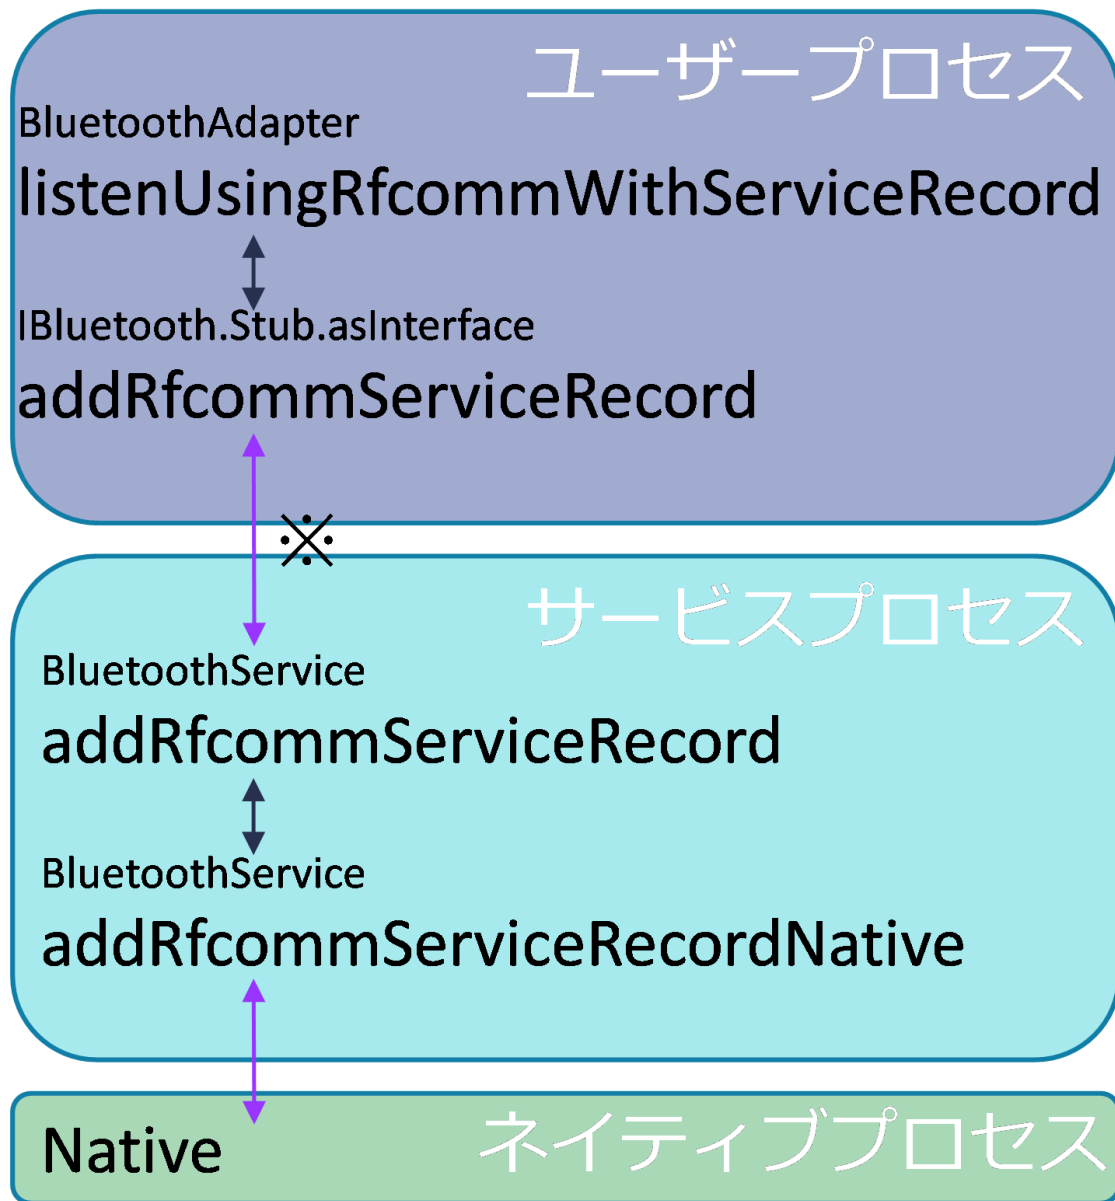 ユーザープロセス
BluetoothAdapter
listenUsingRfcommWithServiceRecord
IBluetooth.Stub.asInterface
addRfcommServiceRecord
※
サービスプロセス
BluetoothService
addRfcommServiceRecord
BluetoothService
addRfcommServiceRecordNative
Native
ネイティブプロセス